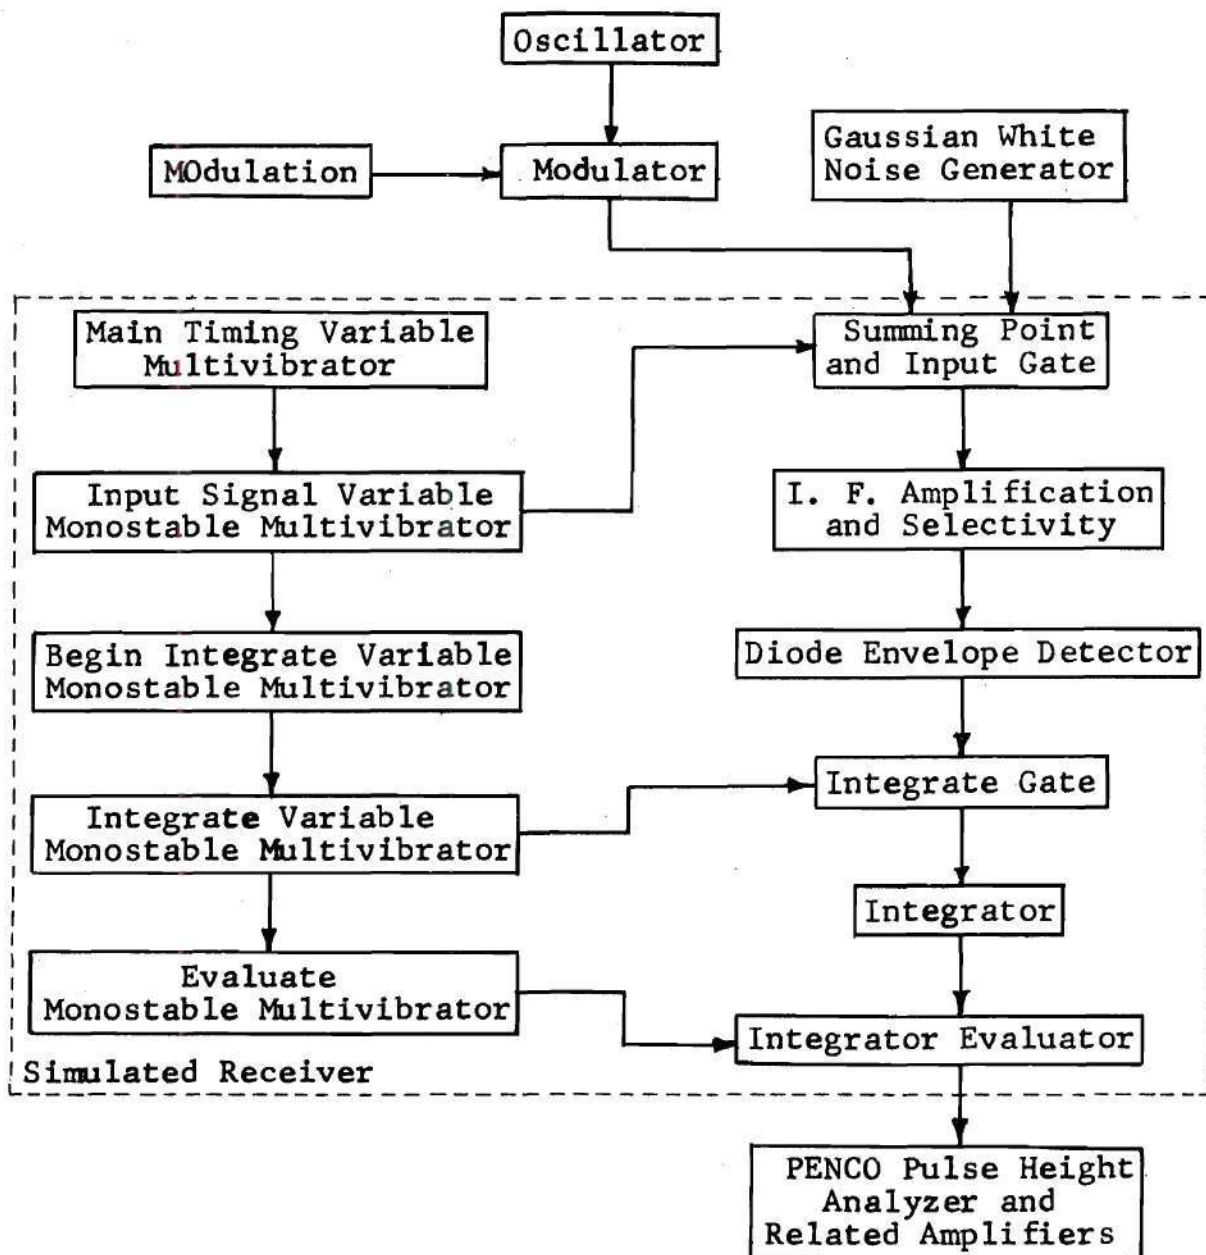 Oscillator
MOdulation
Modulator
Gaussian White
Noise Generator
Main Timing Variable
Multivibrator
Summing Point
and Input Gate
Input Signal Variable
Monostable Multivibrator
I. F. Amplification
and Selectivity
Begin Integrate Variable
Monostable Multivibrator
Diode Envelope Detector
Integrate Variable
Monostable Multivibrator
Integrate Gate
Integrator
Evaluate
Monostable Multivibrator
Integrator Evaluator
Simulated Receiver
PENCO Pulse Height
Analyzer and
Related Amplifiers